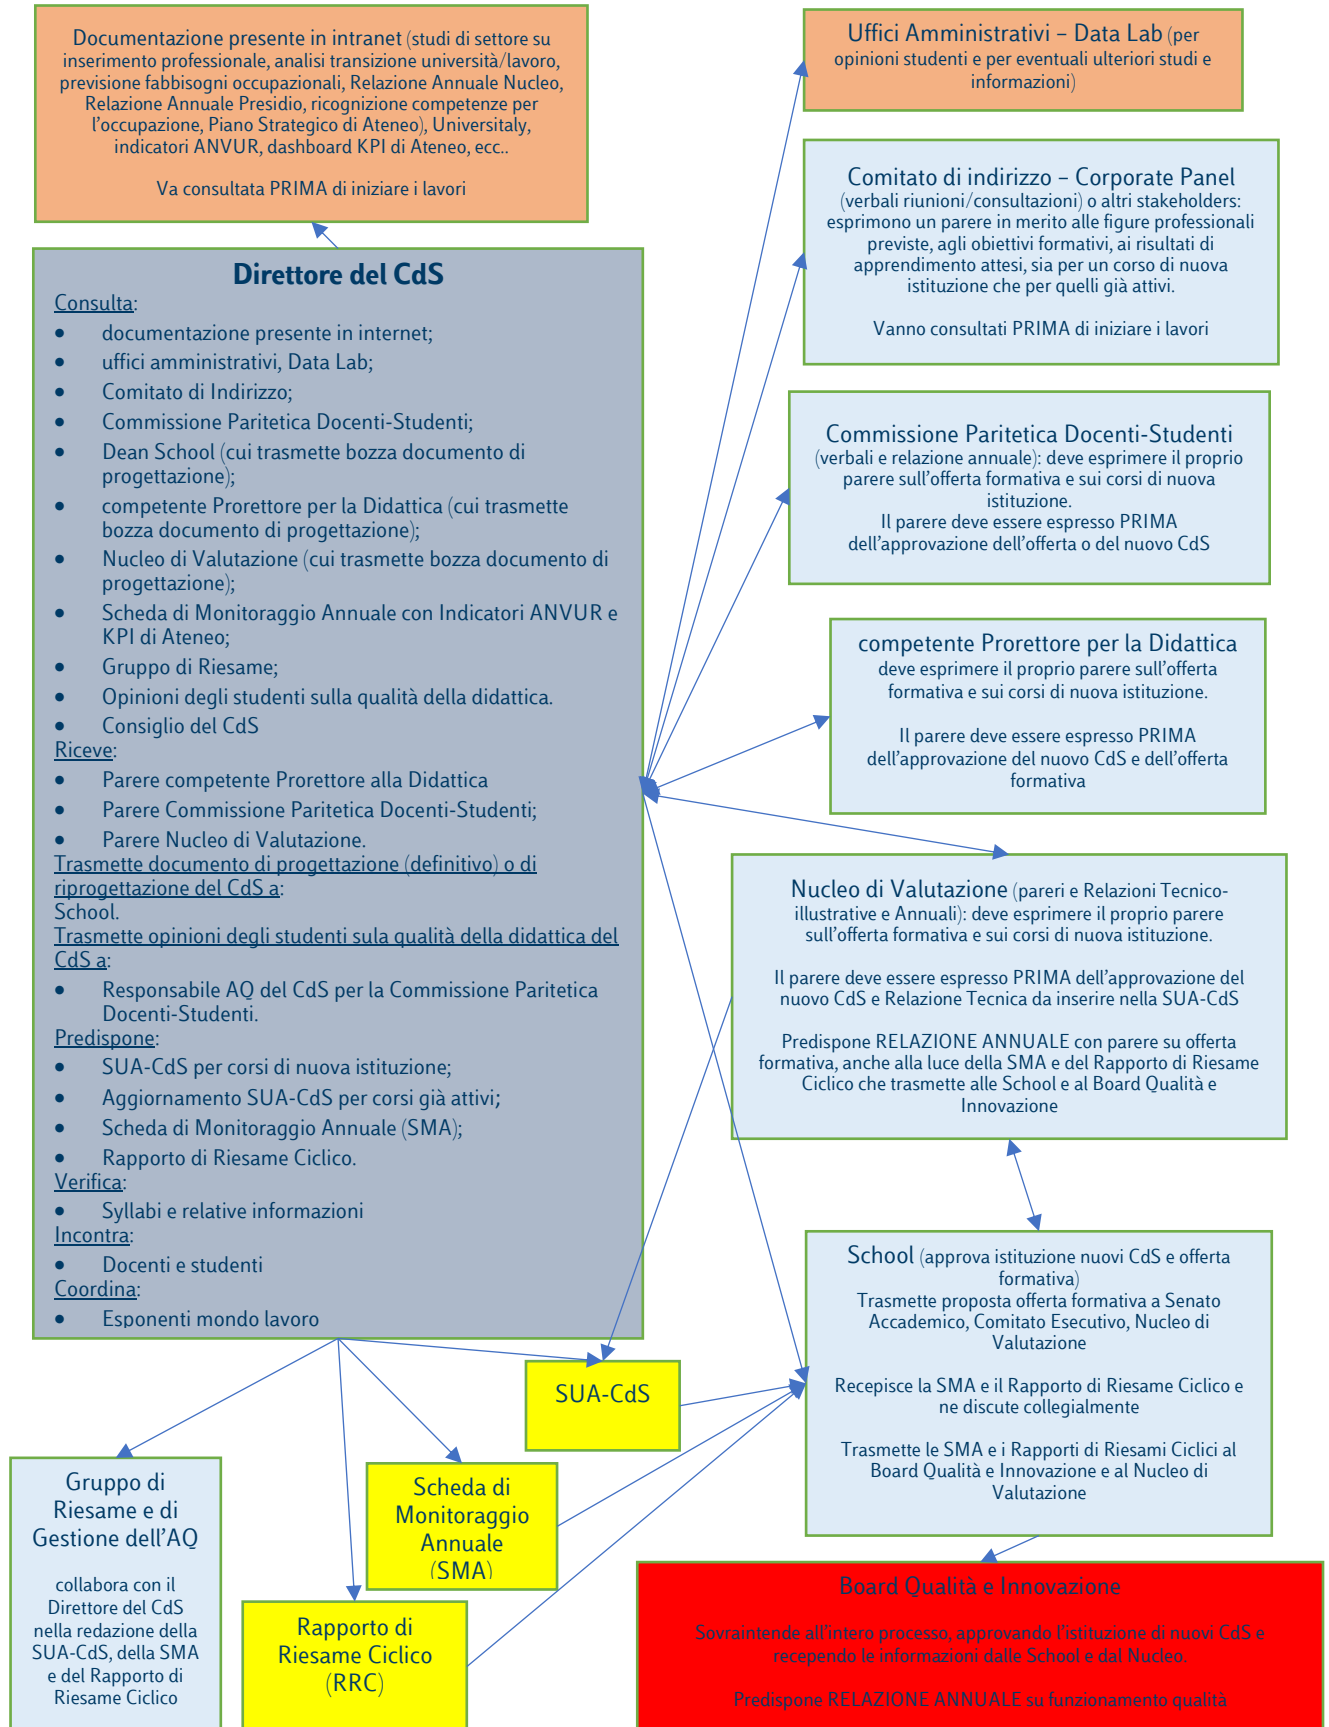 Documentazione presente in intranet (studi di settore su
inserimento professionale, analisi transizione università/lavoro,
previsione fabbisogni occupazionali, Relazione Annuale Nucleo,
Relazione Annuale Presidio, ricognizione competenze per
l'occupazione, Piano Strategico di Ateneo), Universitaly,
indicatori ANVUR, dashboard KPI di Ateneo, ecc..
Va consultata PRIMA di iniziare i lavori
Direttore del CdS
Consulta:
• documentazione presente in internet;
• uffici amministrativi, Data Lab;
• Comitato di Indirizzo;
• Commissione Paritetica Docenti-Studenti;
• Dean School (cui trasmette bozza documento di
progettazione);
• competente Prorettore per la Didattica (cui trasmette
bozza documento di progettazione);
• Nucleo di Valutazione (cui trasmette bozza documento di
progettazione);
• Scheda di Monitoraggio Annuale con Indicatori ANVUR e
KPI di Ateneo;
• Gruppo di Riesame;
• Opinioni degli studenti sulla qualità della didattica.
• Consiglio del CdS
Riceve:
• Parere competente Prorettore alla Didattica
• Parere Commissione Paritetica Docenti-Studenti;
• Parere Nucleo di Valutazione.
Trasmette documento di progettazione (definitivo) o di
riprogettazione del CdS a:
School.
Trasmette opinioni degli studenti sula qualità della didattica del
CdS a:
• Responsabile AQ del CdS per la Commissione Paritetica
Docenti-Studenti.
Predispone:
• SUA-CdS per corsi di nuova istituzione;
• Aggiornamento SUA-CdS per corsi già attivi;
• Scheda di Monitoraggio Annuale (SMA);
• Rapporto di Riesame Ciclico.
Verifica:
• Syllabi e relative informazioni
Incontra:
• Docenti e studenti
Coordina:
• Esponenti mondo lavoro
Uffici Amministrativi – Data Lab (per
opinioni studenti e per eventuali ulteriori studi e
informazioni)
Comitato di indirizzo – Corporate Panel
(verbali riunioni/consultazioni) o altri stakeholders:
esprimono un parere in merito alle figure professionali
previste, agli obiettivi formativi, ai risultati di
apprendimento attesi, sia per un corso di nuova
istituzione che per quelli già attivi.
Vanno consultati PRIMA di iniziare i lavori
Commissione Paritetica Docenti-Studenti
(verbali e relazione annuale): deve esprimere il proprio
parere sull'offerta formativa e sui corsi di nuova
istituzione.
Il parere deve essere espresso PRIMA
dell'approvazione dell'offerta o del nuovo CdS
competente Prorettore per la Didattica
deve esprimere il proprio parere sull'offerta
formativa e sui corsi di nuova istituzione.
Il parere deve essere espresso PRIMA
dell'approvazione del nuovo CdS e dell'offerta
formativa
Nucleo di Valutazione (pareri e Relazioni Tecnico-
illustrative e Annuali): deve esprimere il proprio parere
sull'offerta formativa e sui corsi di nuova istituzione.
Il parere deve essere espresso PRIMA dell'approvazione del
nuovo CdS e Relazione Tecnica da inserire nella SUA-CdS
Predispone RELAZIONE ANNUALE con parere su offerta
formativa, anche alla luce della SMA e del Rapporto di Riesame
Ciclico che trasmette alle School e al Board Qualità e
Innovazione
School (approva istituzione nuovi CdS e offerta
formativa)
Trasmette proposta offerta formativa a Senato
Accademico, Comitato Esecutivo, Nucleo di
Valutazione
Recepisce la SMA e il Rapporto di Riesame Ciclico e
ne discute collegialmente
Trasmette le SMA e i Rapporti di Riesami Ciclici al
Board Qualità e Innovazione e al Nucleo di
Valutazione
SUA-CdS
Scheda di
Monitoraggio
Annuale
(SMA)
Gruppo di
Riesame e di
Gestione dell'AQ
collabora con il
Direttore del CdS
nella redazione della
SUA-CdS, della SMA
e del Rapporto di
Riesame Ciclico
Rapporto di
Riesame Ciclico
(RRC)
Board Qualità e Innovazione
Sovraintende all'intero processo, approvando l'istituzione di nuovi CdS e
recependo le informazioni dalle School e dal Nucleo.
Predispone RELAZIONE ANNUALE su funzionamento qualità